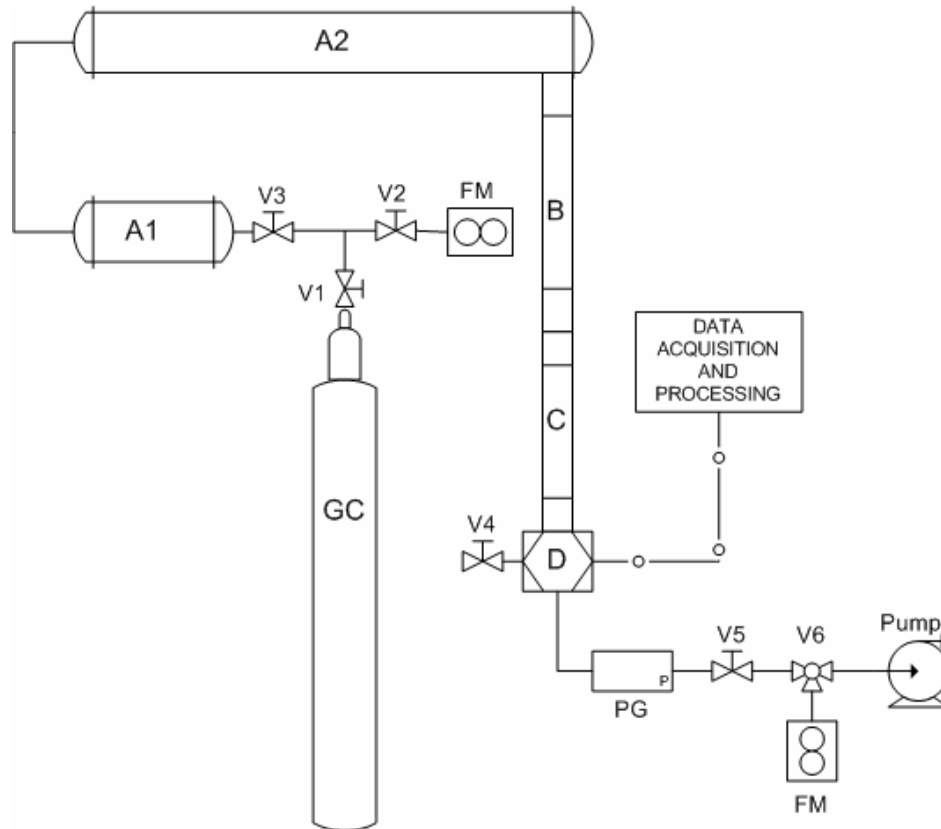 A2
V3
V2
FM
A1
B
V1
DATA
ACQUISITION
AND
PROCESSING
C
GC
V4
D
V5
V6
Pump
P
PG
FM